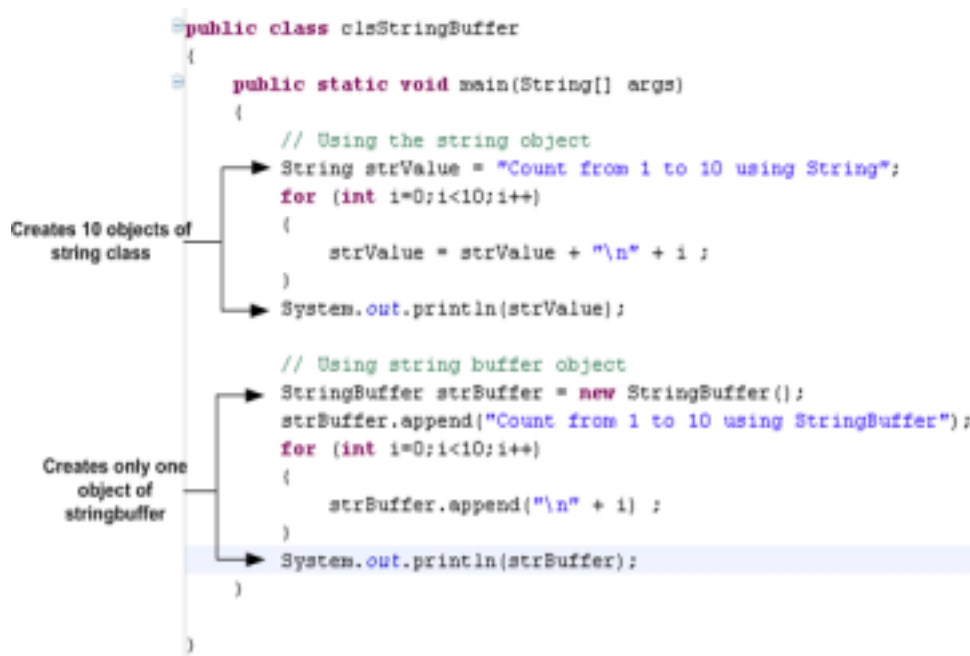 public class clsStringBuffer
{
public static void main(String[] args)
{
// Using the string object
String strValue = "Count from 1 to 10 using String";
for (int i=0;i<10;i++)
{
strValue = strValue + "\n" + i ;
}
System.out.println(strValue);
Creates 10 objects of
string class
// Using string buffer object
StringBuffer strBuffer = new StringBuffer();
strBuffer.append("Count from 1 to 10 using StringBuffer");
for (int i=0;i<10;i++)
{
strBuffer.append("\n" + i) ;
}
System.out.println(strBuffer);
Creates only one
object of
stringbuffer
}
}